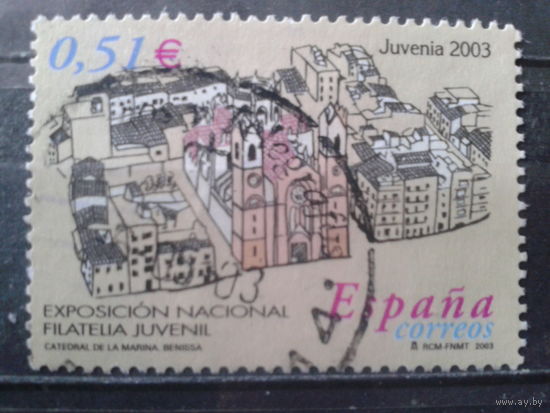 0,51€
Juvenia 2003
EXPOSICIÓN NACIONAL
FILATELIA JUVENIL
CATEDRAL DE LA MARINA. BENISSA
España
correos
RCM-FNMT 2003
www.ay.by